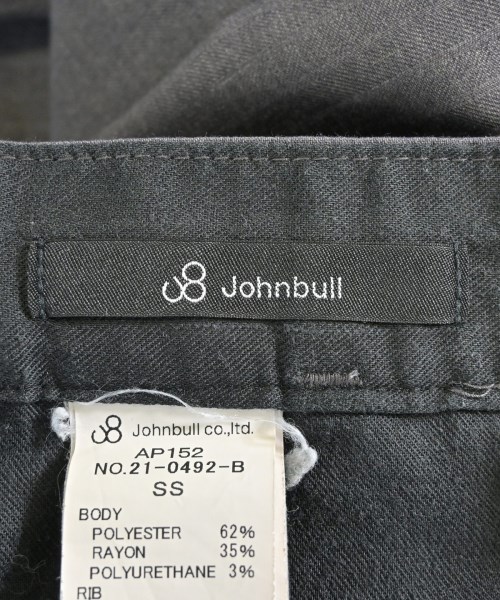 Johnbull
Johnbull co.,ltd.
AP152
NO.21-0492-B
SS
BODY
POLYESTER 62%
RAYON 35%
POLYURETHANE 3%
RIB